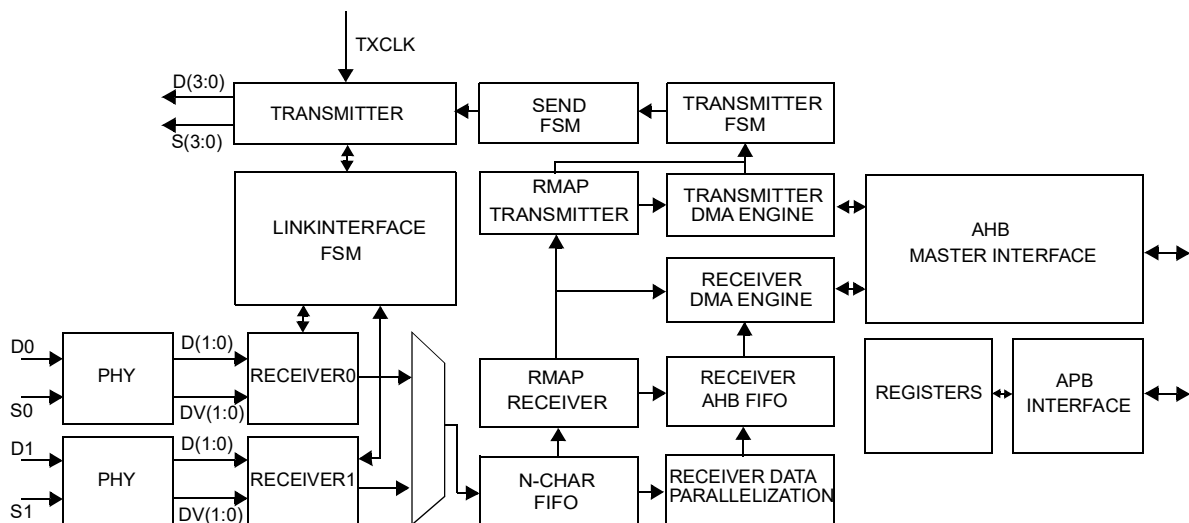 TXCLK
D(3:0)
S(3:0)
TRANSMITTER
SEND
FSM
TRANSMITTER
FSM
LINKINTERFACE
FSM
RMAP
TRANSMITTER
TRANSMITTER
DMA ENGINE
AHB
MASTER INTERFACE
RECEIVER
DMA ENGINE
D0
S0
PHY
D(1:0)
DV(1:0)
RECEIVER0
RMAP
RECEIVER
RECEIVER
AHB FIFO
REGISTERS
APB
INTERFACE
D1
S1
PHY
D(1:0)
DV(1:0)
RECEIVER1
N-CHAR
FIFO
RECEIVER DATA
PARALLELIZATION